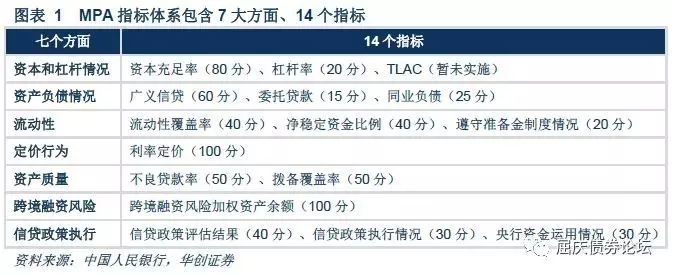 图表 1 MPA 指标体系包含 7 大方面、14 个指标
七个方面 14 个指标
资本和杠杆情况 资本充足率（80 分）、杠杆率（20 分）、TLAC（暂未实施）
资产负债情况 广义信贷（60 分）、委托贷款（15 分）、同业负债（25 分）
流动性 流动性覆盖率（40 分）、净稳定资金比例（40 分）、遵守准备金制度情况（20 分）
定价行为 利率定价（100 分）
资产质量 不良贷款率（50 分）、拨备覆盖率（50 分）
跨境融资风险 跨境融资风险加权资产余额（100 分）
信贷政策执行 信贷政策评估结果（40 分）、信贷政策执行情况（30 分）、央行资金运用情况（30 分）
资料来源：中国人民银行，华创证券
屈庆债券论坛